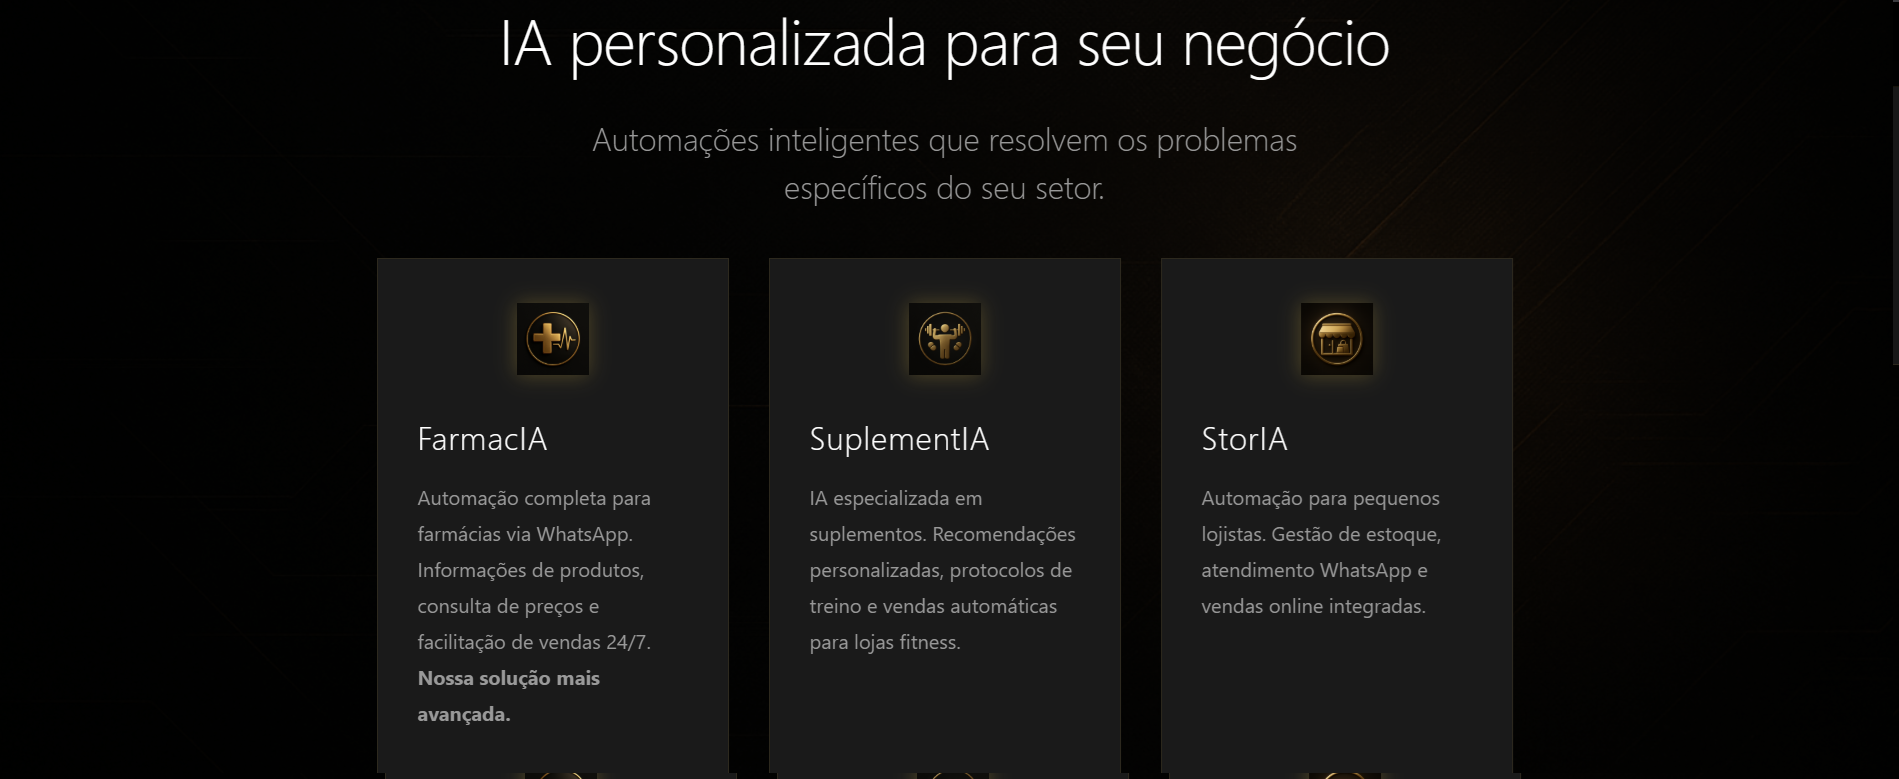 IA personalizada para seu negócio
Automações inteligentes que resolvem os problemas
específicos do seu setor.
FarmacIA
Automação completa para
farmácias via WhatsApp.
Informações de produtos,
consulta de preços e
facilitação de vendas 24/7.
Nossa solução mais
avançada.
SuplementIA
IA especializada em
suplementos. Recomendações
personalizadas, protocolos de
treino e vendas automáticas
para lojas fitness.
StorIA
Automação para pequenos
lojistas. Gestão de estoque,
atendimento WhatsApp e
vendas online integradas.